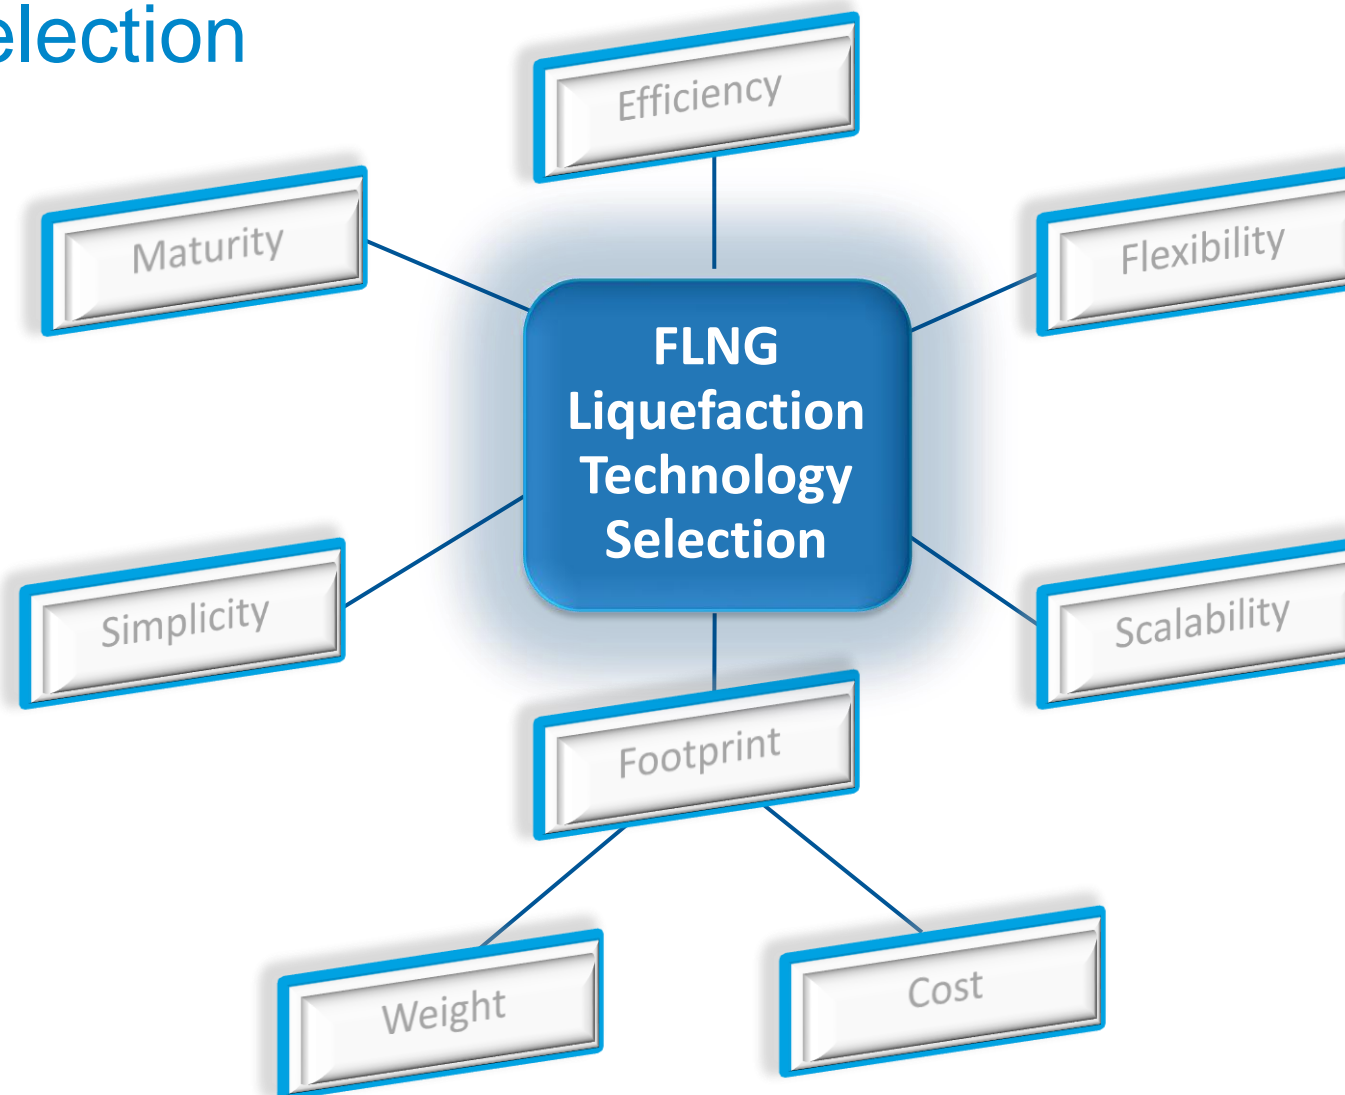 election
Efficiency
Maturity
Flexibility
FLNG
Liquefaction
Technology
Selection
Simplicity
Scalability
Footprint
Weight
Cost